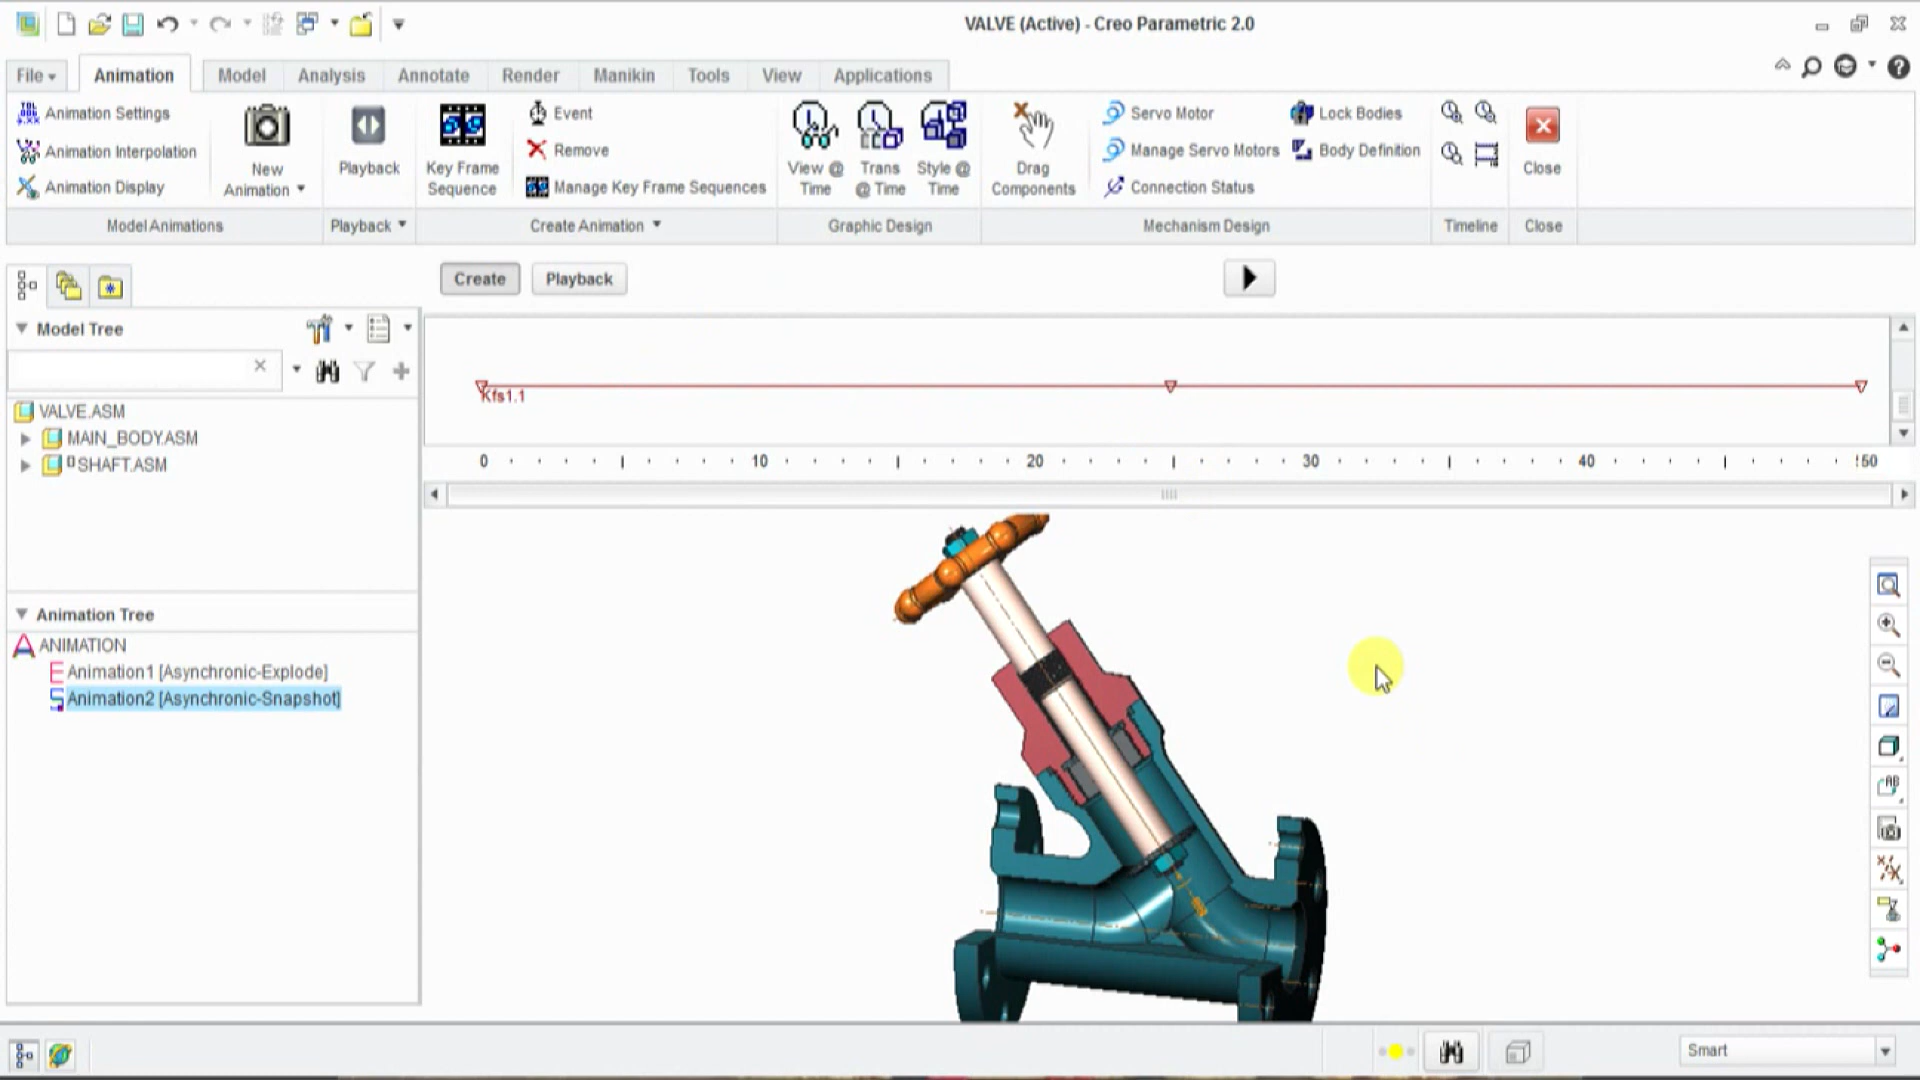 VALVE (Active) - Creo Parametric 2.0
File
Animation
Model
Analysis
Annotate
Render
Manikin
Tools
View
Applications
Animation Settings
Animation Interpolation
Animation Display
New
Animation
Playback
Key Frame
Sequence
Event
Remove
Manage Key Frame Sequences
View @
Time
Trans
@ Time
Style @
Time
Drag
Components
Servo Motor
Manage Servo Motors
Connection Status
Lock Bodies
Body Definition
Close
Model Animations
Playback
Create Animation
Graphic Design
Mechanism Design
Timeline
Close
Create
Playback
Model Tree
VALVE.ASM
MAIN_BODY.ASM
SHAFT.ASM
Kfs1.1
0 10 20 30 40 50
Animation Tree
ANIMATION
Animation1 [Asynchronic-Explode]
Animation2 [Asynchronic-Snapshot]
Smart